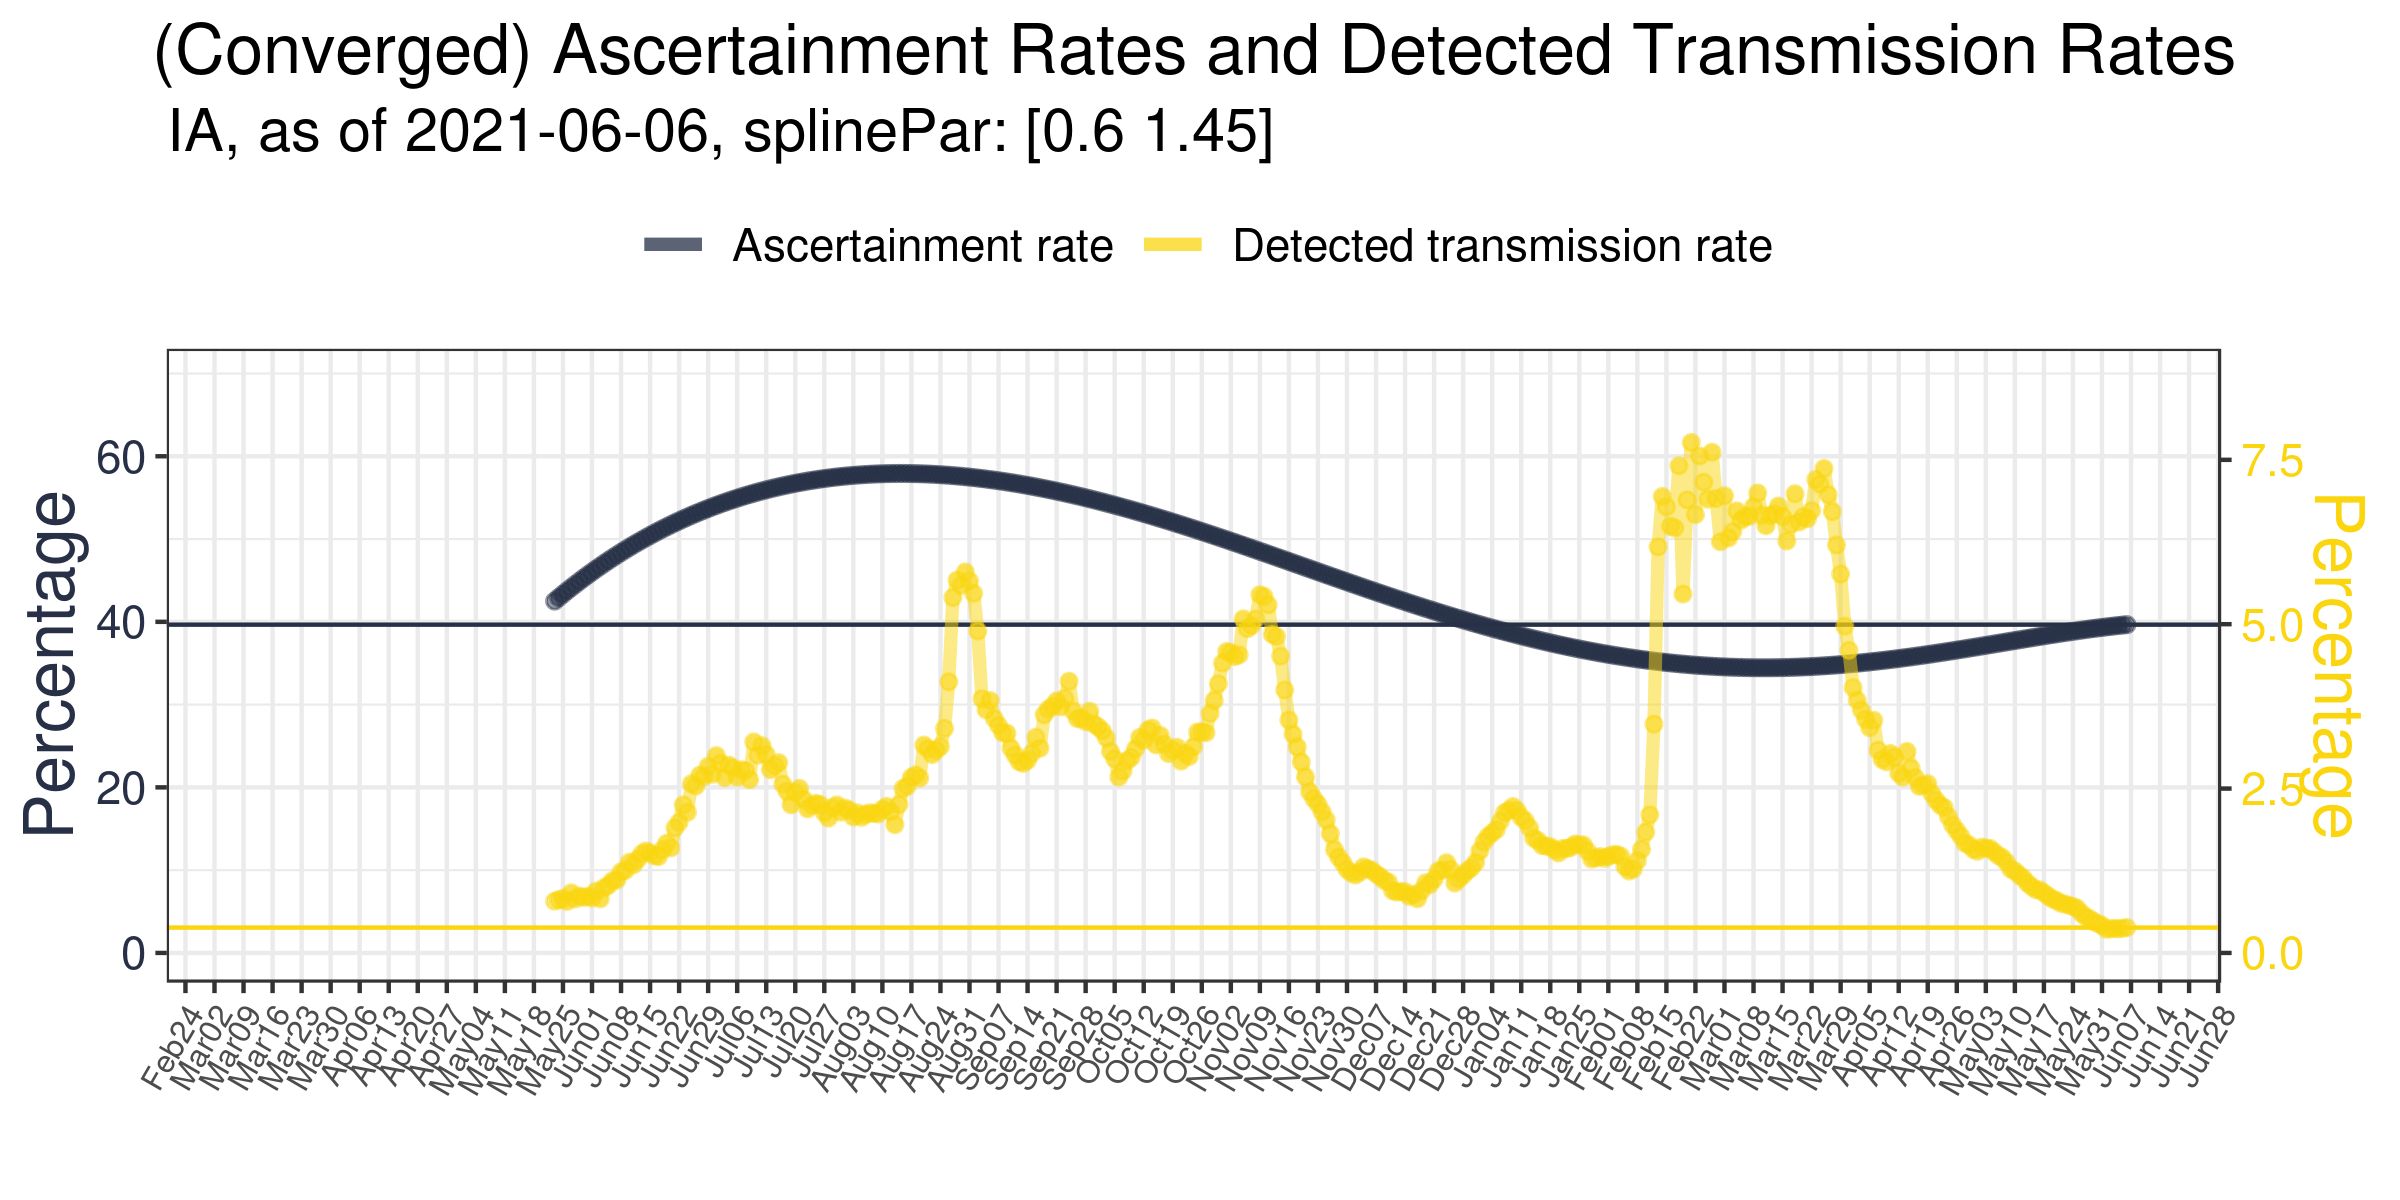 (Converged) Ascertainment Rates and Detected Transmission Rates
IA, as of 2021-06-06, splinePar: [0.6 1.45]
Ascertainment rate
Detected transmission rate
Percentage
60
40
20
0
7.5
5.0
2.5
0.0
Percentage
Feb24
Mar02
Mar09
Mar16
Mar23
Mar30
Apr06
Apr13
Apr20
Apr27
May04
May11
May18
May25
Jun01
Jun08
Jun15
Jun22
Jun29
Jul06
Jul13
Jul20
Jul27
Aug03
Aug10
Aug17
Aug24
Aug31
Sep07
Sep14
Sep21
Sep28
Oct05
Oct12
Oct19
Oct26
Nov02
Nov09
Nov16
Nov23
Nov30
Dec07
Dec14
Dec21
Dec28
Jan04
Jan11
Jan18
Jan25
Feb01
Feb08
Feb15
Feb22
Mar01
Mar08
Mar15
Mar22
Mar29
Apr05
Apr12
Apr19
Apr26
May03
May10
May17
May24
May31
Jun07
Jun14
Jun21
Jun28